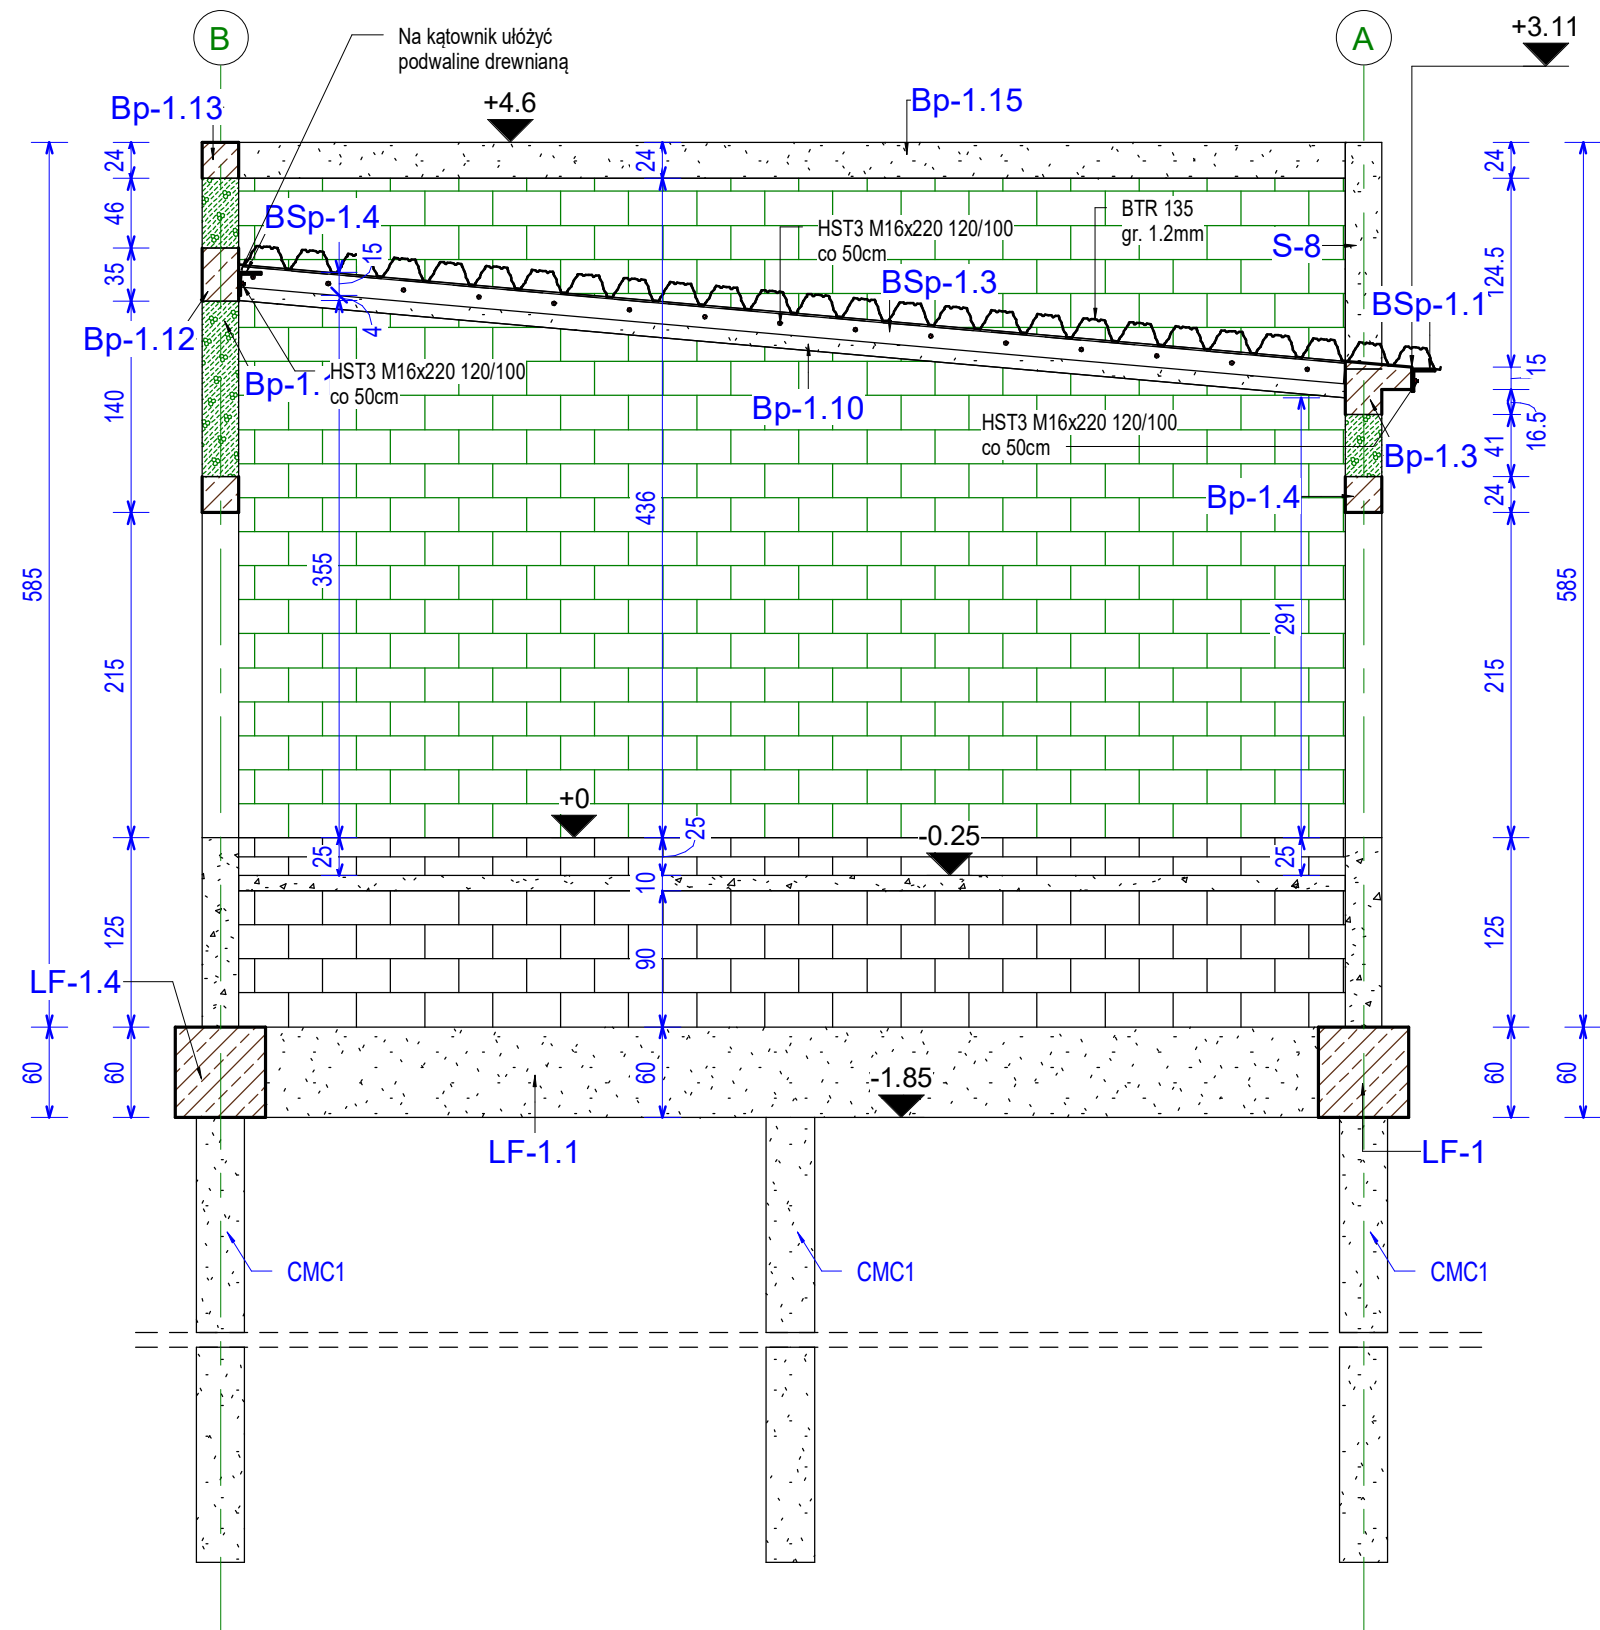 B
A
+3.11
Na kątownik ułóżyć
podwaline drewnianą
Bp-1.13
+4.6
Bp-1.15
24
24
24
46
BSp-1.4
15
HST3 M16x220 120/100
co 50cm
BTR 135
gr. 1.2mm
S-8
124.5
35
BSp-1.3
BSp-1.1
Bp-1.12
4
15
HST3 M16x220 120/100
co 50cm
140
Bp-1.10
HST3 M16x220 120/100
co 50cm
16.5
41
Bp-1.3
Bp-1.4
24
436
585
355
585
291
215
215
+0
25
-0.25
25
25
10
125
125
90
LF-1.4
60
60
60
-1.85
60
60
LF-1.1
LF-1
CMC1
CMC1
CMC1